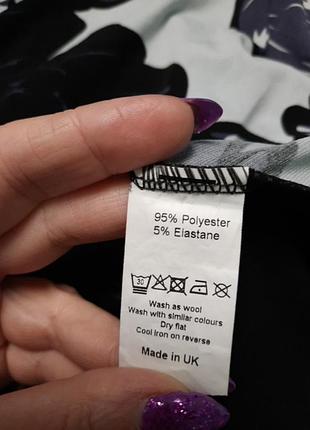 95% Polyester
5% Elastane
30
Wash as wool
Wash with similar colours
Dry flat
Cool Iron on reverse
Made in UK